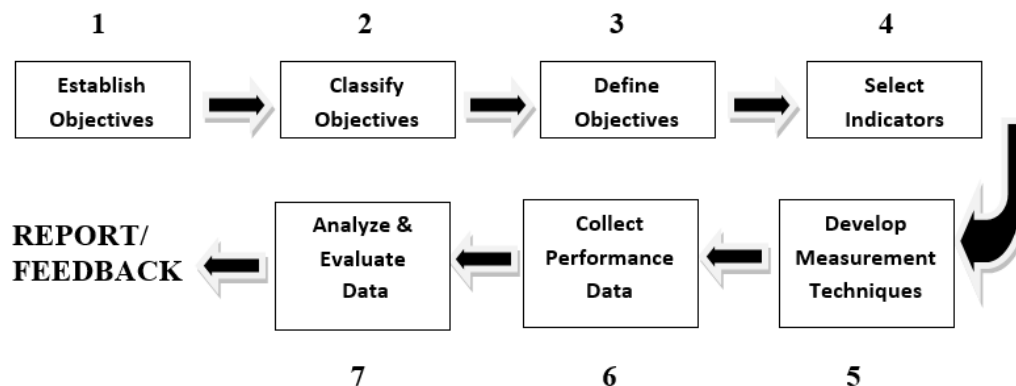 1
2
3
4
Establish
Objectives
Classify
Objectives
Define
Objectives
Select
Indicators
Develop
Measurement
Techniques
Collect
Performance
Data
Analyze &
Evaluate
Data
REPORT/
FEEDBACK
7
6
5